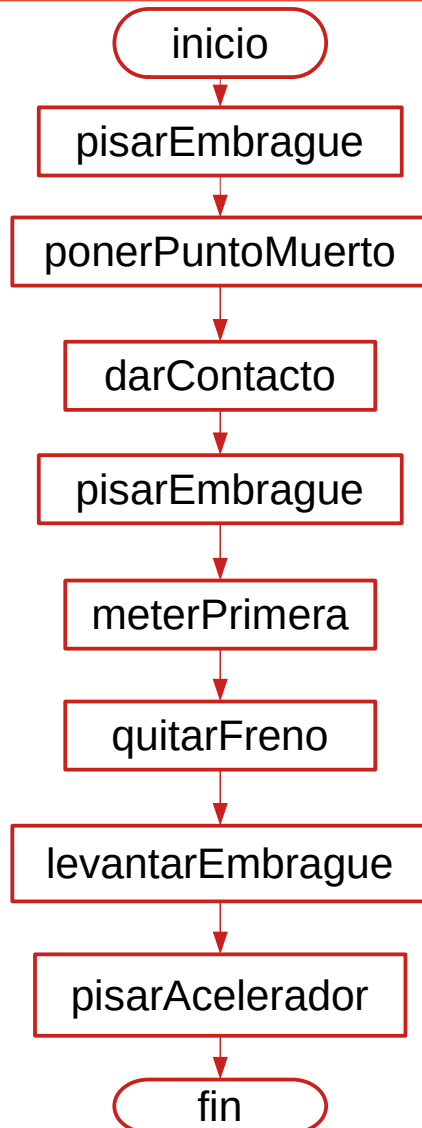 inicio
pisarEmbrague
ponerPuntoMuerto
darContacto
pisarEmbrague
meterPrimera
quitarFreno
levantarEmbrague
pisarAcelerador
fin